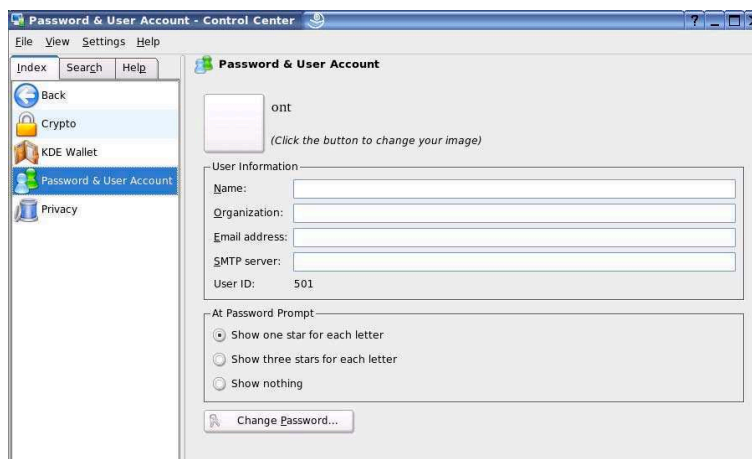 Password & User Account - Control Center
File View Settings Help
Index Search Help
Back
Crypto
KDE Wallet
Password & User Account
Privacy
Password & User Account
ont
(Click the button to change your image)
User Information
Name:
Organization:
Email address:
SMTP server:
User ID: 501
At Password Prompt
Show one star for each letter
Show three stars for each letter
Show nothing
Change Password...